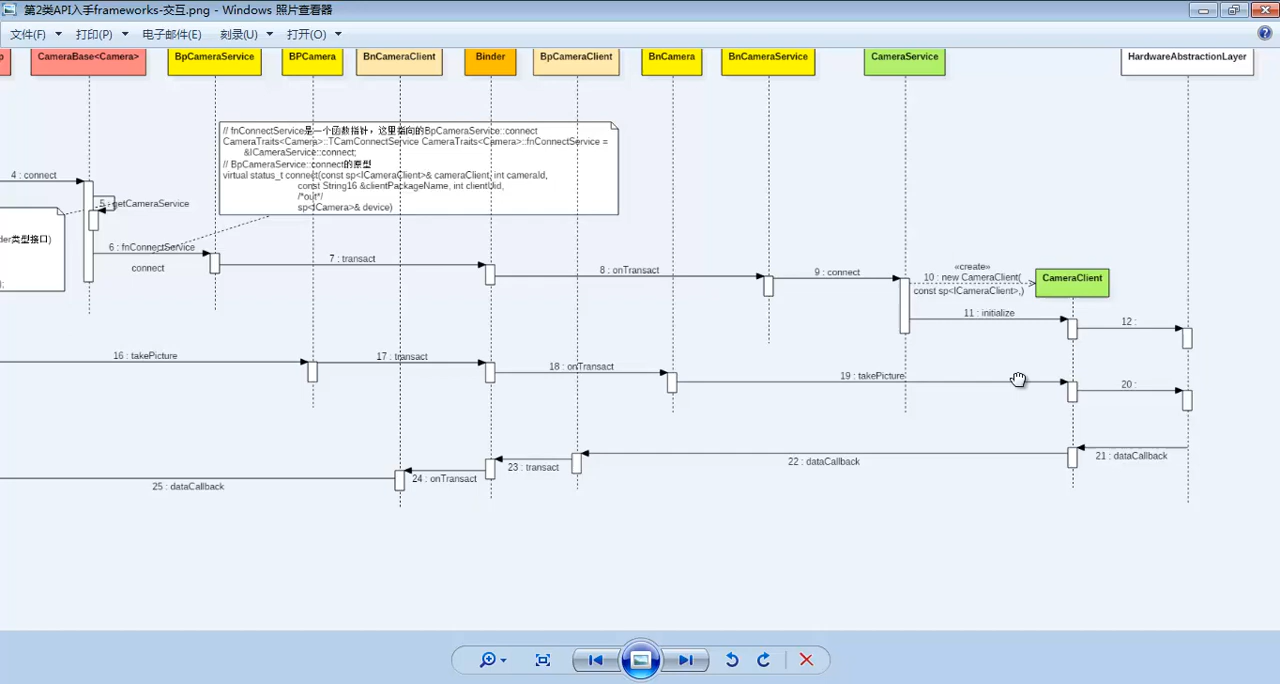 第2类API入手frameworks-交互.png - Windows 照片查看器
文件(F) 打印(P) 电子邮件(E) 刻录(U) 打开(O)
p CameraBase<Camera> BpCameraService BPCamera BnCameraClient Binder BpCameraClient BnCamera BnCameraService CameraService HardwareAbstractionLayer
// fnConnectService是一个函数指针，这里指向的BpCameraService::connect
CameraTraits<Camera>::TCamConnectService CameraTraits<Camera>::fnConnectService =
&ICameraService::connect;
// BpCameraService::connect的原型
virtual status_t connect(const sp<ICameraClient>& cameraClient, int cameraId,
const String16 &clientPackageName, int clientUid,
/*out*/
sp<ICamera>& device)
4 : connect
5 : getCameraService
der类型接口)
);
6 : fnConnectService
connect
7 : transact
8 : onTransact
9 : connect
«create»
10 : new CameraClient(
const sp<ICameraClient>,)
CameraClient
11 : initialize
12 :
16 : takePicture
17 : transact
18 : onTransact
19 : takePicture
20 :
21 : dataCallback
22 : dataCallback
23 : transact
24 : onTransact
25 : dataCallback